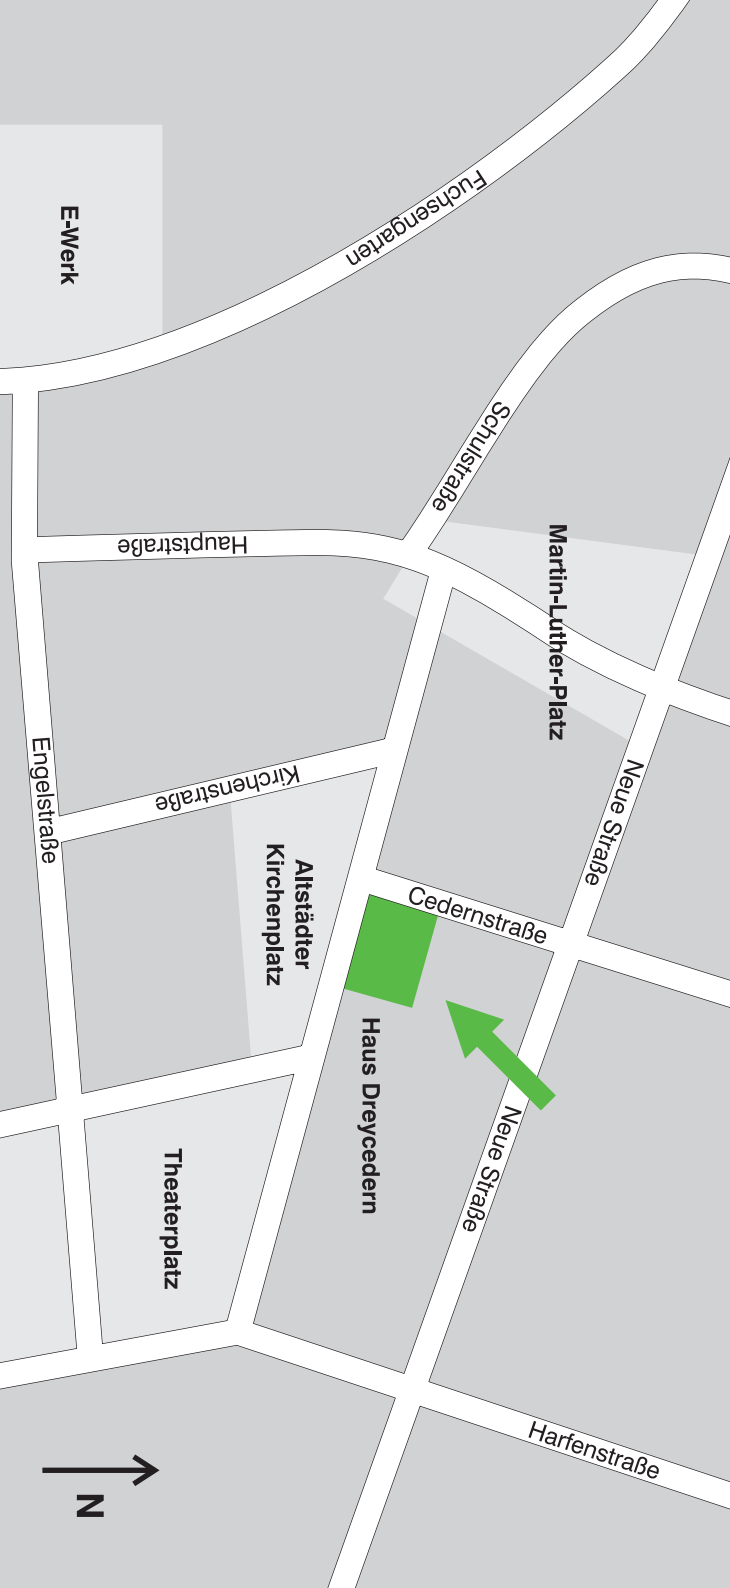 Fuchsengarten
E-Werk
Schulstraße
Hauptstraße
Martin-Luther-Platz
Neue Straße
Engelstraße
Kirchenstraße
Altstädter
Kirchenplatz
Cedernstraße
Haus Dreycedern
Neue Straße
Theaterplatz
Harfenstraße
N